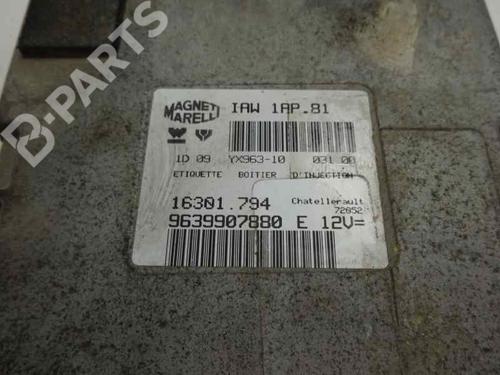 B-PARTS
MAGNETI
MARELLI
IAW 1AP.81
1D 09 YX963-10 031 00
ETIQUETTE BOITIER D'INJECTION
16301.794 Chatellerault
72852
9639907880 E 12V=